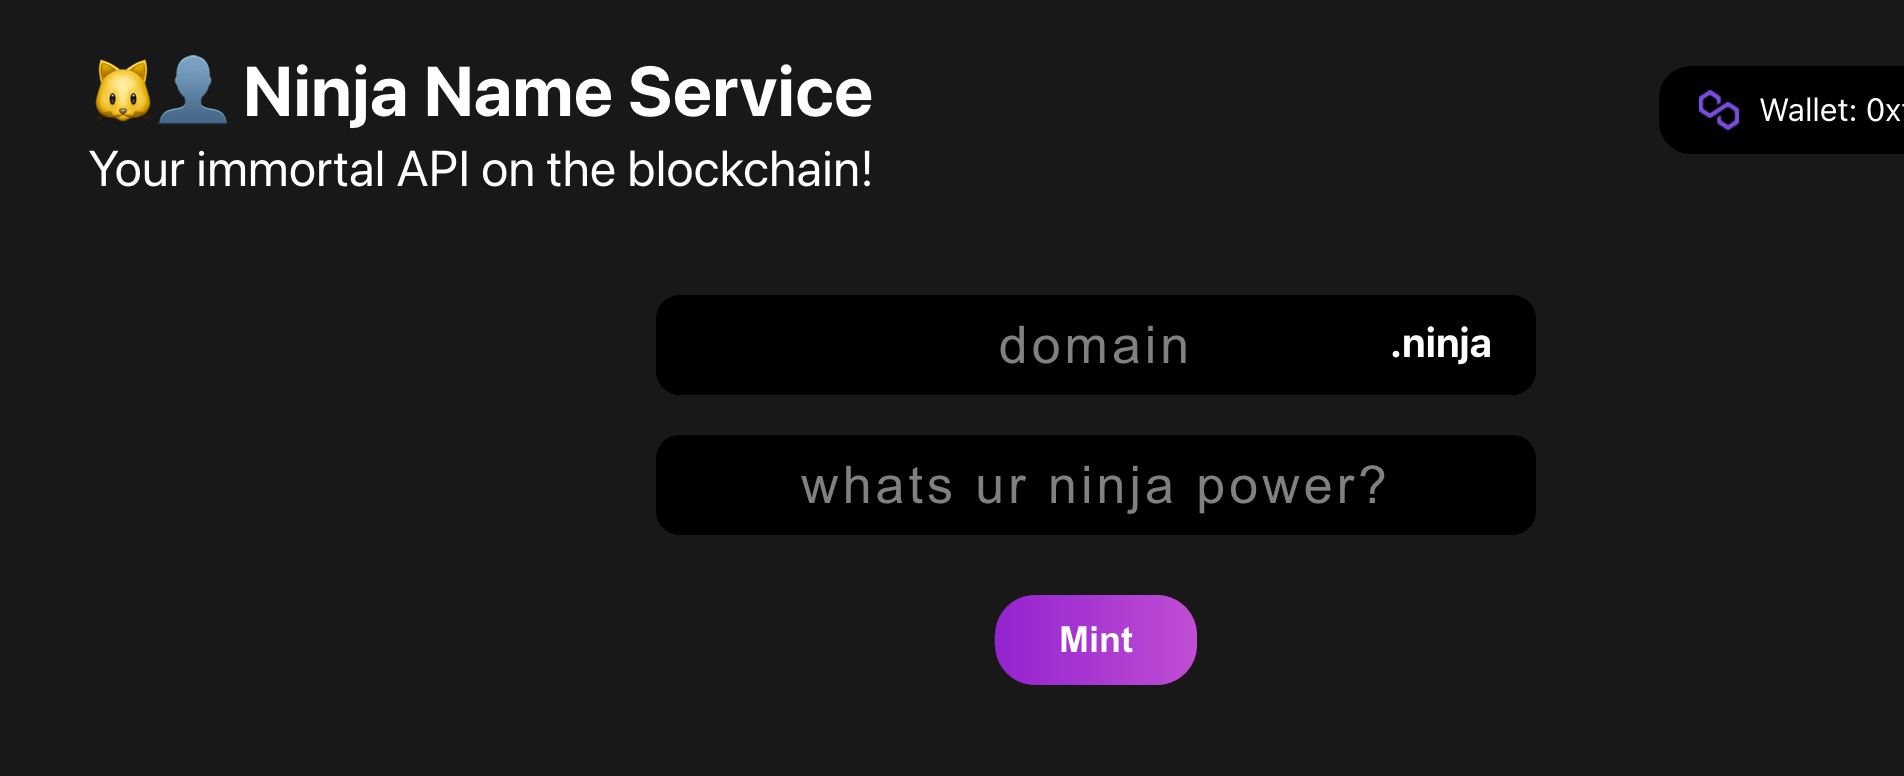 🐱👤 Ninja Name Service
Your immortal API on the blockchain!
Wallet: 0x
domain .ninja
whats ur ninja power?
Mint